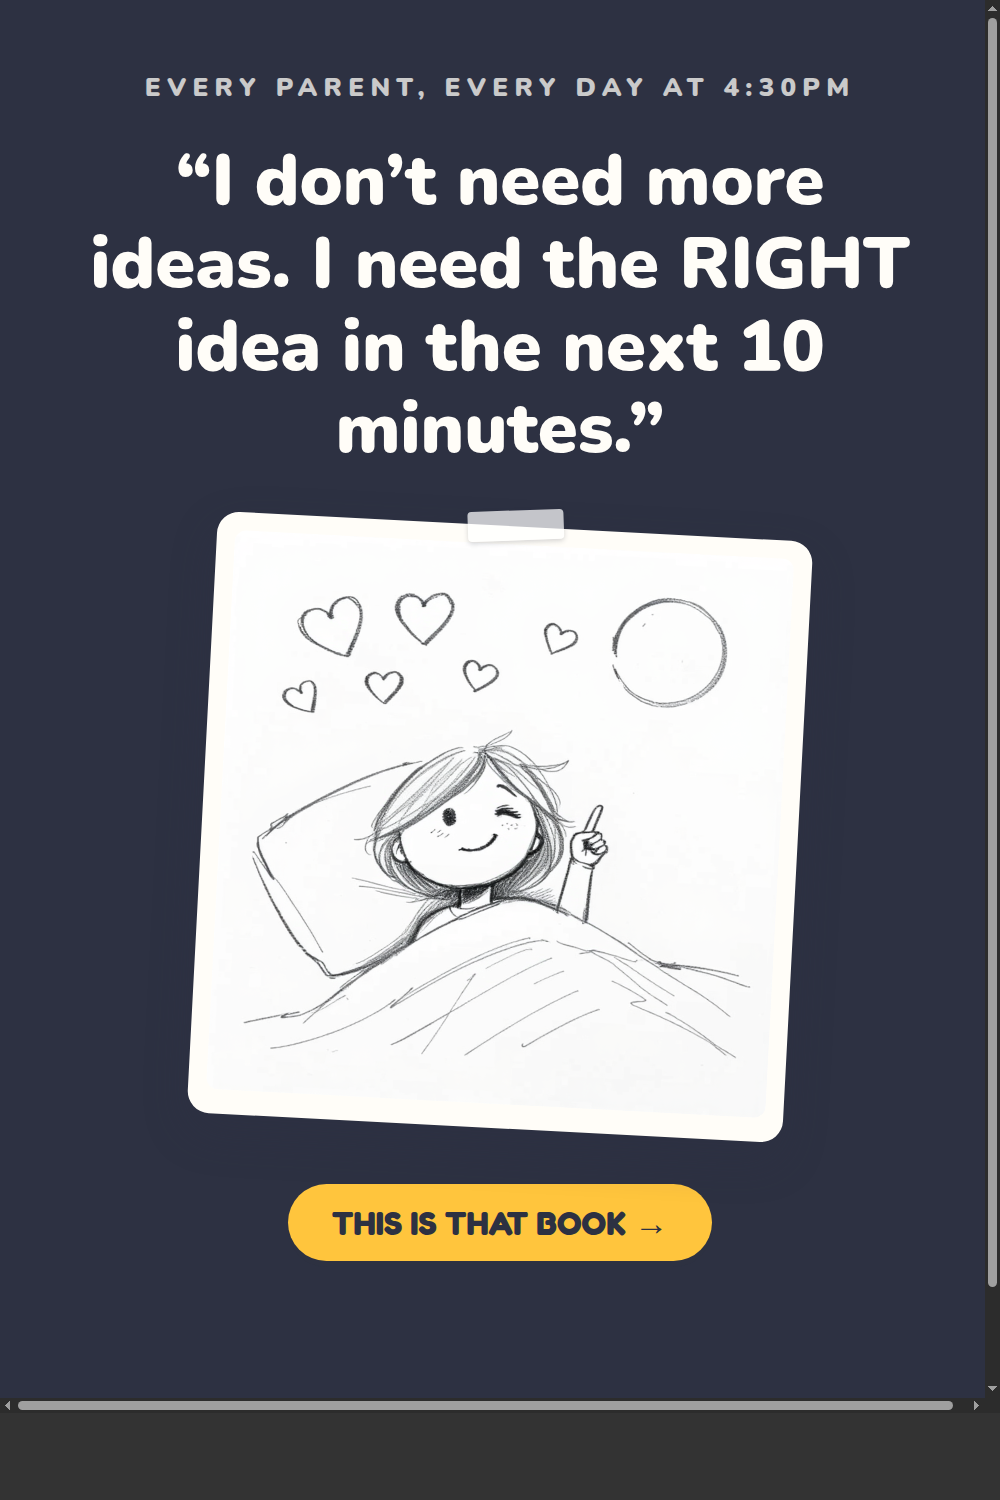 EVERY PARENT, EVERY DAY AT 4:30PM
“I don’t need more
ideas. I need the RIGHT
idea in the next 10
minutes.”
THIS IS THAT BOOK →